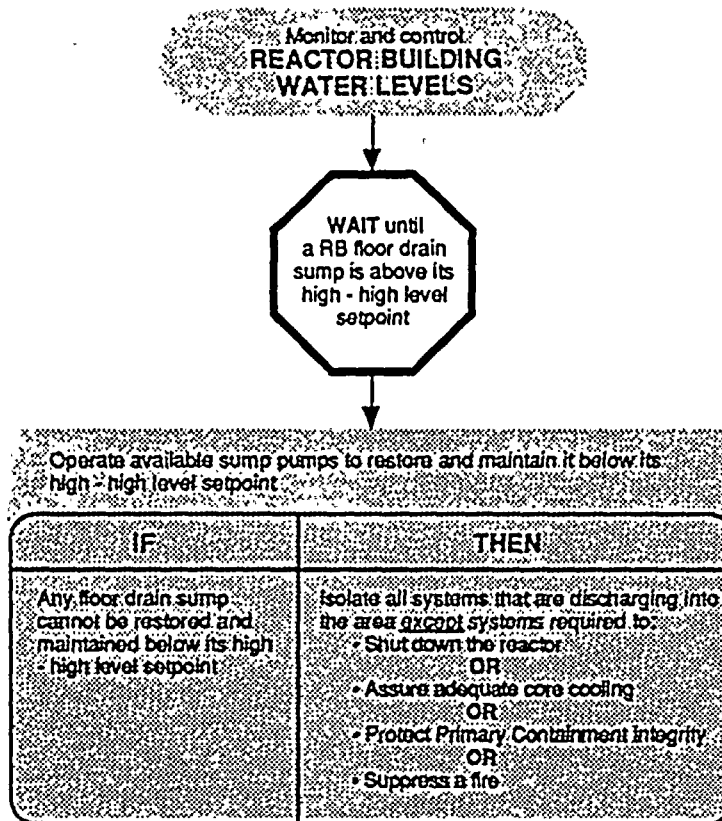 Monitor and control
REACTOR BUILDING
WATER LEVELS
WAIT until
a RB floor drain
sump is above its
high - high level
setpoint
Operate available sump pumps to restore and maintain it below its
high - high level setpoint
IF
THEN
Any floor drain sump
cannot be restored and
maintained below its high
- high level setpoint
Isolate all systems that are discharging into
the area except systems required to:
• Shut down the reactor
OR
• Assure adequate core cooling
OR
• Protect Primary Containment Integrity
OR
• Suppress a fire